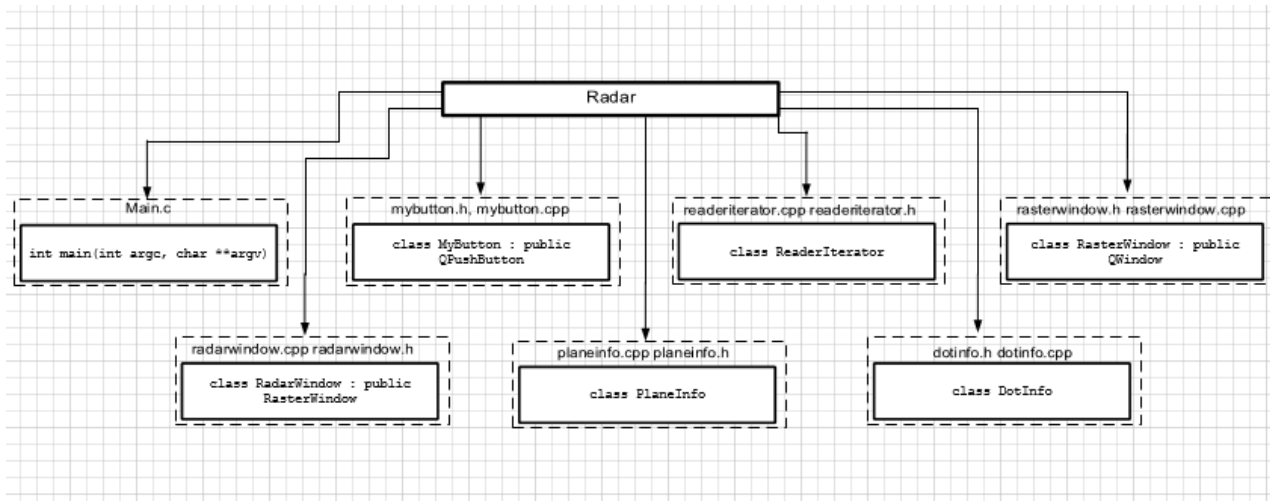 Radar
Main.c
int main(int argc, char **argv)
mybutton.h, mybutton.cpp
class MyButton : public
QPushButton
readeriterator.cpp readeriterator.h
class ReaderIterator
rasterwindow.h rasterwindow.cpp
class RasterWindow : public
QWindow
radarwindow.cpp radarwindow.h
class RadarWindow : public
RasterWindow
planeinfo.cpp planeinfo.h
class PlaneInfo
dotinfo.h dotinfo.cpp
class DotInfo